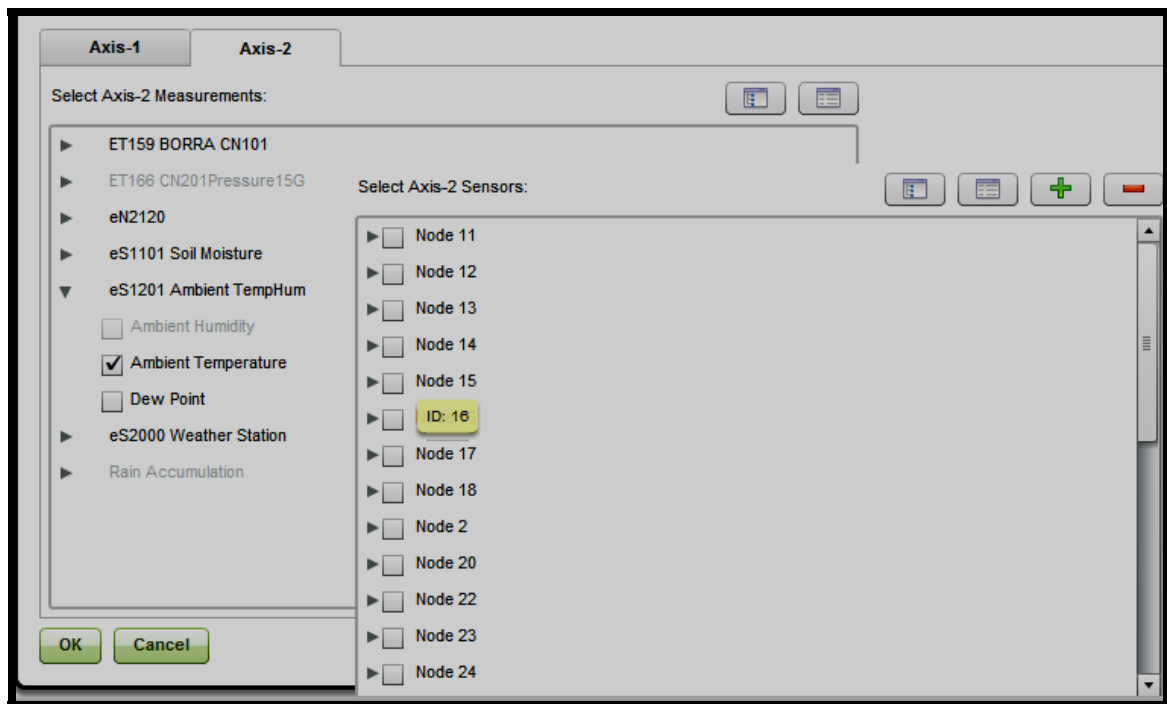 Axis-1
Axis-2
Select Axis-2 Measurements:
ET159 BORRA CN101
ET166 CN201Pressure15G
eN2120
eS1101 Soil Moisture
eS1201 Ambient TempHum
Ambient Humidity
Ambient Temperature
Dew Point
eS2000 Weather Station
Rain Accumulation
OK
Cancel
Select Axis-2 Sensors:
Node 11
Node 12
Node 13
Node 14
Node 15
ID: 16
Node 17
Node 18
Node 2
Node 20
Node 22
Node 23
Node 24